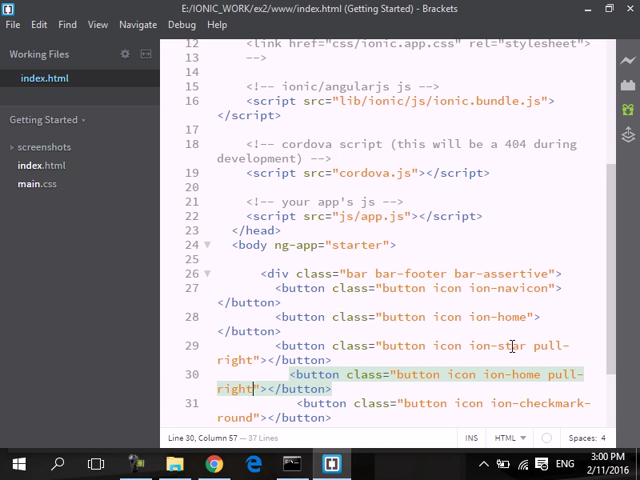 E:/IONIC_WORK/ex2/www/index.html (Getting Started) - Brackets
File Edit Find View Navigate Debug Help
Working Files
index.html
Getting Started
screenshots
index.html
main.css
12 <link href="css/ionic.app.css" rel="stylesheet">
13 -->
14
15 <!-- ionic/angularjs js -->
16 <script src="lib/ionic/js/ionic.bundle.js">
</script>
17
18 <!-- cordova script (this will be a 404 during
development) -->
19 <script src="cordova.js"></script>
20
21 <!-- your app's js -->
22 <script src="js/app.js"></script>
23 </head>
24 <body ng-app="starter">
25
26 <div class="bar bar-footer bar-assertive">
27 <button class="button icon ion-navicon">
</button>
28 <button class="button icon ion-home">
</button>
29 <button class="button icon ion-star pull-
right"></button>
30 <button class="button icon ion-home pull-
right"></button>
31 <button class="button icon ion-checkmark-
round"></button>
Line 30, Column 57 — 37 Lines
INS HTML Spaces: 4
ENG
3:00 PM
2/11/2016